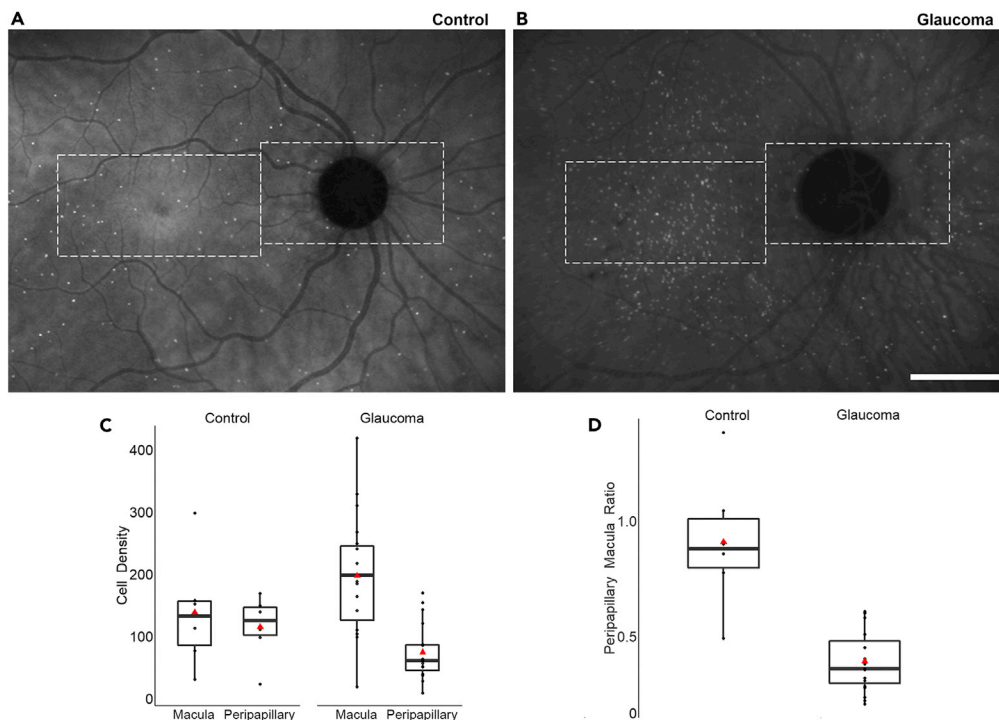 A Control
B Glaucoma
C
Control Glaucoma
Cell Density
400
300
200
100
0
Macula Peripapillary Macula Peripapillary
D
Control Glaucoma
Peripapillary Macula Ratio
1.0
0.5
0